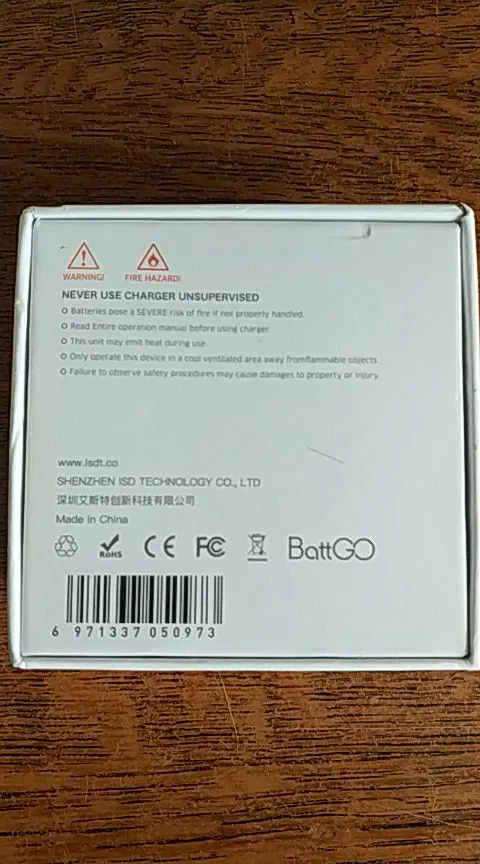 WARNING! FIRE HAZARD!
NEVER USE CHARGER UNSUPERVISED
Batteries pose a SEVERE risk of fire if not properly handled.
Read Entire operation manual before using charger
This unit may emit heat during use
Only operate this device in a cool ventilated area away fromflammable objects.
Failure to observe safety procedures may cause damages to property or injury.
www.isdt.co
SHENZHEN ISD TECHNOLOGY CO., LTD
深圳艾斯特创新科技有限公司
Made in China
RoHS CE FC BattGO
6 971337 050973